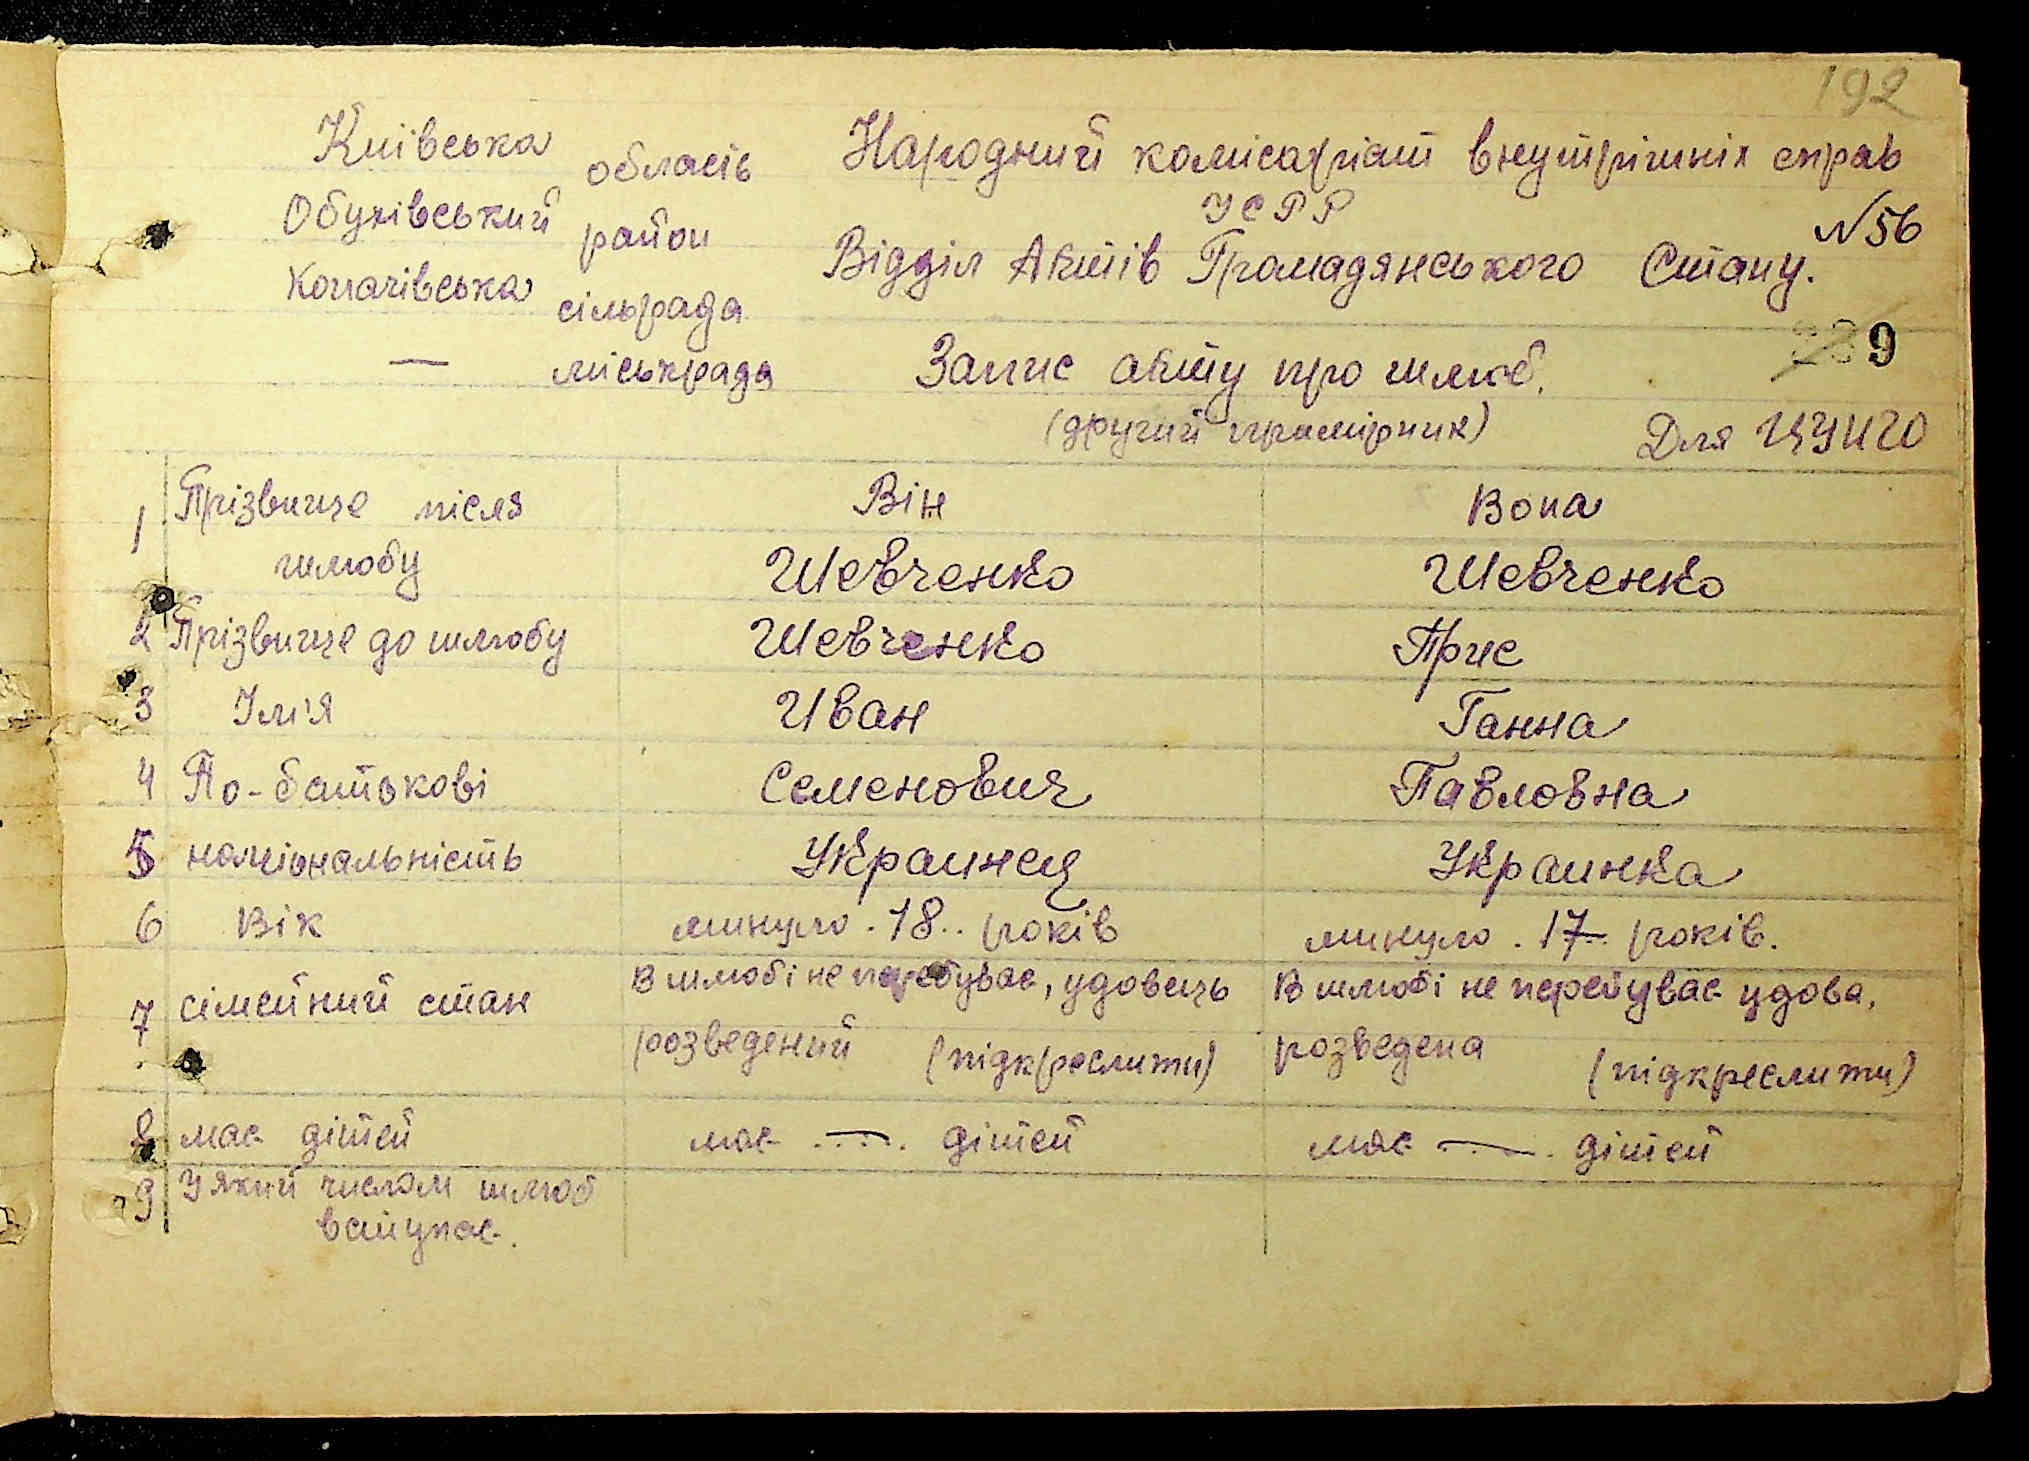 192
Київська область
Обухівський район
Копачівська сільрада
— міськрада
Народний комісаріат внутрішніх справ
УСРР
№56
Відділ Актів Громадянського Стану.
9
Запис акту про шлюб.
(другий примірник)
Для ЦУНГО
Він Вона
1 Прізвище після шлюбу Шевченко Шевченко
2 Прізвище до шлюбу Шевченко Прис
3 Імʼя Иван Ганна
4 По-батькові Семенович Павловна
5 національність Украинец Украинка
6 Вік минуло 18 років минуло 17 років.
7 сімейний стан В шлюбі не перебуває, удовець В шлюбі не перебуває удова,
розведений (підкреслити) розведена (підкреслити)
8 має дітей має — дітей має — дітей
9 У який числом шлюб
вступає.